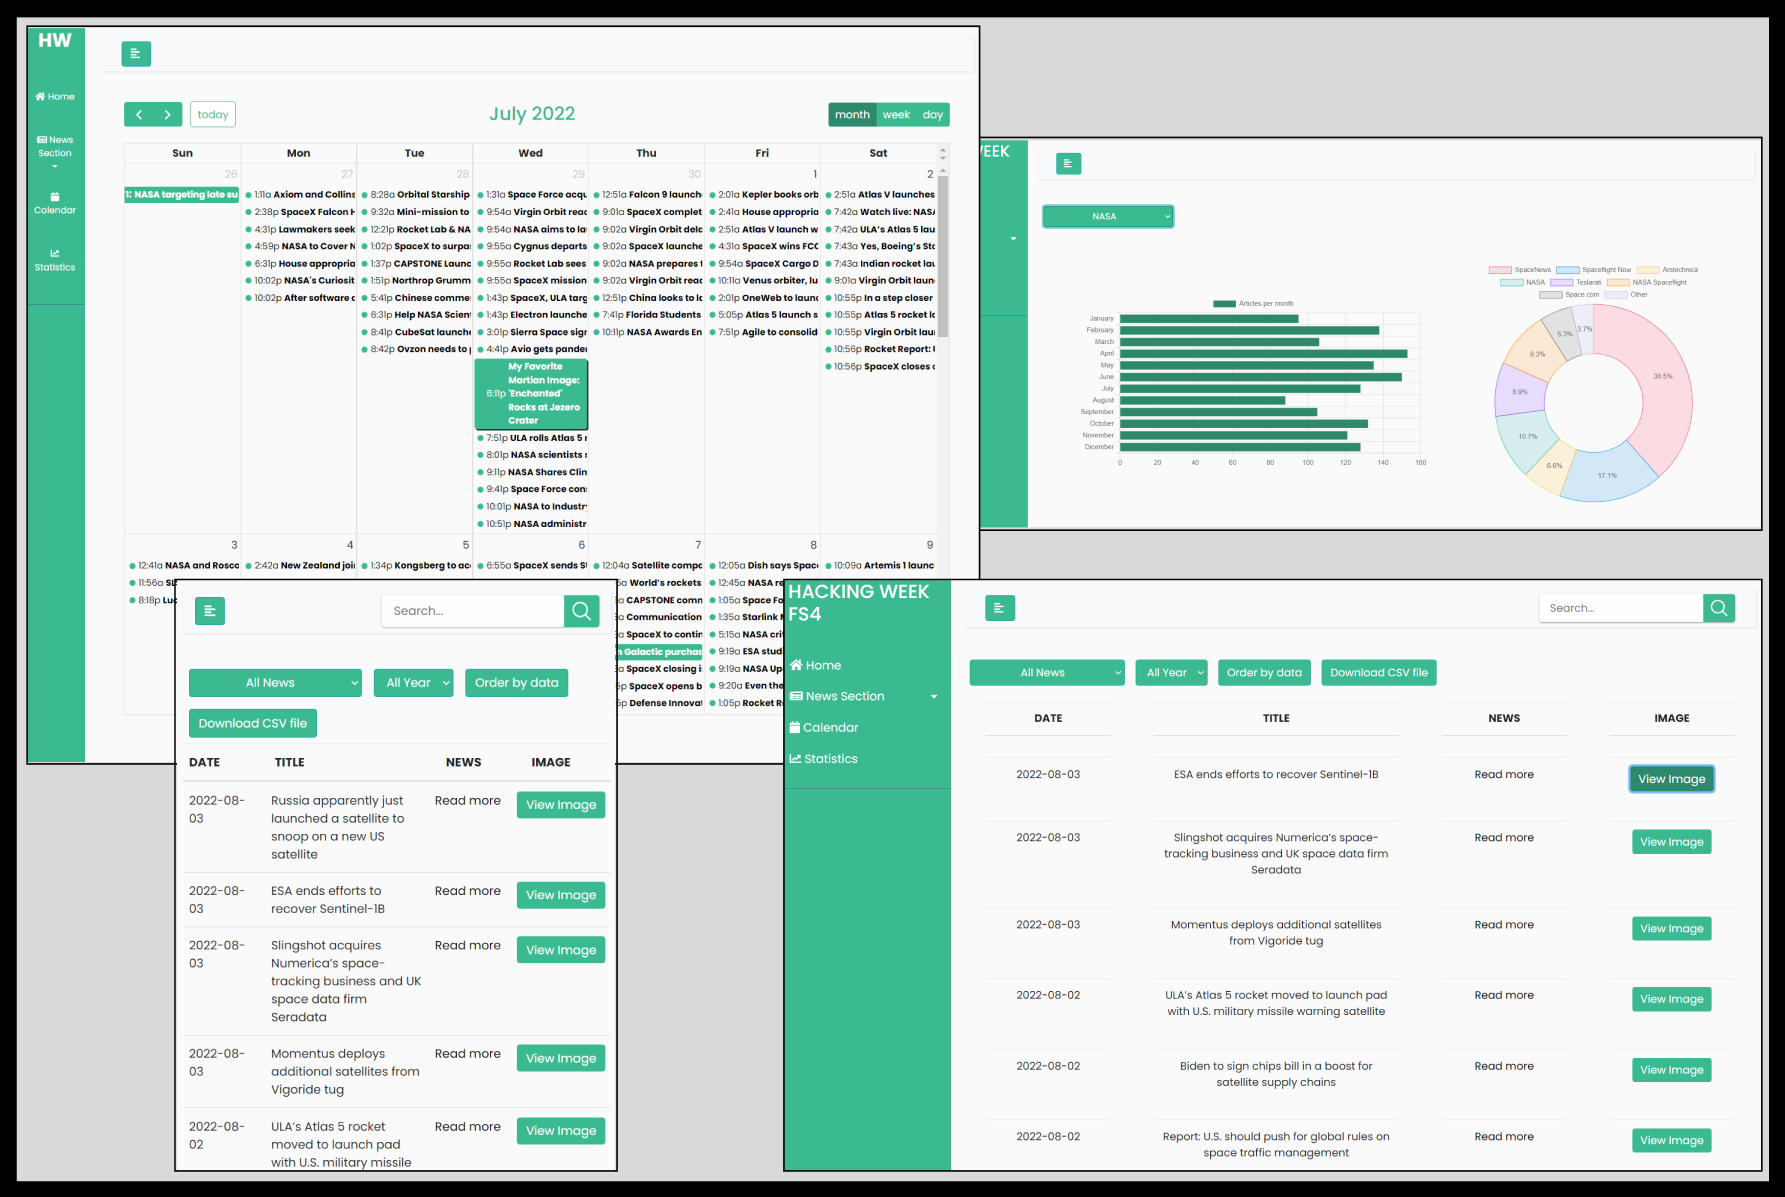 HW
Home
News
Section
Calendar
Statistics
today
July 2022
month week day
Sun Mon Tue Wed Thu Fri Sat
26 27 28 29 30 1 2
NASA targeting late su
1:11a Axiom and Collins
2:38p SpaceX Falcon
4:31p Lawmakers seek
4:59p NASA to Cover
6:31p House appropria
10:02p NASA's Curiosit
10:02p After software
8:28a Orbital Starship
9:32a Mini-mission to
12:21p Rocket Lab & NA
1:02p SpaceX to surpa
1:37p CAPSTONE Launc
1:51p Northrop Grumm
5:41p Chinese comme
6:31p Help NASA Scien
8:41p CubeSat launch
8:42p Ovzon needs to
1:31a Space Force acqu
9:54a Virgin Orbit read
9:54a NASA aims to la
9:55a Cygnus departs
9:55a Rocket Lab sees
9:55a SpaceX mission
1:43p SpaceX, ULA targ
1:43p Electron launche
3:01p Sierra Space sig
4:41p Avio gets pande
My Favorite
Martian Image:
6:11p 'Enchanted'
Rocks at Jezero
Crater
7:51p ULA rolls Atlas 5
8:01p NASA scientists
9:11p NASA Shares Clim
9:41p Space Force con
10:01p NASA to Industr
10:51p NASA administr
12:51a Falcon 9 launch
9:01a SpaceX complet
9:02a Virgin Orbit dela
9:02a SpaceX launche
9:02a NASA prepares
9:02a Virgin Orbit read
12:51p China looks to
7:41p Florida Students
10:11p NASA Awards En
2:01a Kepler books orb
2:41a House appropria
2:51a Atlas V launch
4:31a SpaceX wins FCC
9:54a SpaceX Cargo D
10:11a Venus orbiter, lu
2:01p OneWeb to laun
5:05p Atlas 5 launch s
7:51p Agile to consolid
2:51a Atlas V launches
7:42a Watch live: NASA
7:42a ULA's Atlas 5 lau
7:43a Yes, Boeing's Sta
7:43a Indian rocket lau
9:01a Virgin Orbit laun
10:55p In a step closer
10:55p Atlas 5 rocket
10:55p Virgin Orbit lau
10:56p Rocket Report:
10:56p SpaceX closes
3 4 5 6 7 8 9
12:41a NASA and Rosco
11:56a
8:18p
2:42a New Zealand joi
1:34p Kongsberg to
6:55a SpaceX sends
12:04a Satellite comp
World's rockets
CAPSTONE comm
Communication
SpaceX to contin
Galactic purchas
SpaceX closing
SpaceX opens
Defense Innovat
12:05a Dish says Space
12:45a NASA re
1:05a Space Fo
1:35a Starlink
5:15a NASA cri
9:19a ESA stud
9:19a NASA Up
9:20a Even the
1:05p Rocket
10:09a Artemis 1 launc
EEK
NASA
Articles per month
January
February
March
April
May
June
July
August
September
October
November
Dicember
0 20 40 60 80 100 120 140 160
SpaceNews Spaceflight Now Arstechnica
NASA Teslarati NASA Spaceflight
Space.com Other
3.7%
5.3%
9.3%
38.5%
8.9%
10.7%
6.6%
17.1%
Search...
All News All Year Order by data
Download CSV file
DATE TITLE NEWS IMAGE
2022-08- Russia apparently just Read more View Image
03 launched a satellite to
snoop on a new US
satellite
2022-08- ESA ends efforts to Read more View Image
03 recover Sentinel-1B
2022-08- Slingshot acquires Read more View Image
03 Numerica's space-
tracking business and UK
space data firm
Seradata
2022-08- Momentus deploys Read more View Image
03 additional satellites from
Vigoride tug
2022-08- ULA's Atlas 5 rocket Read more View Image
02 moved to launch pad
with U.S. military missile
HACKING WEEK
FS4
Home
News Section
Calendar
Statistics
Search...
All News All Year Order by data Download CSV file
DATE TITLE NEWS IMAGE
2022-08-03 ESA ends efforts to recover Sentinel-1B Read more View Image
2022-08-03 Slingshot acquires Numerica's space- Read more View Image
tracking business and UK space data firm
Seradata
2022-08-03 Momentus deploys additional satellites Read more View Image
from Vigoride tug
2022-08-02 ULA's Atlas 5 rocket moved to launch pad Read more View Image
with U.S. military missile warning satellite
2022-08-02 Biden to sign chips bill in a boost for Read more View Image
satellite supply chains
2022-08-02 Report: U.S. should push for global rules on Read more View Image
space traffic management